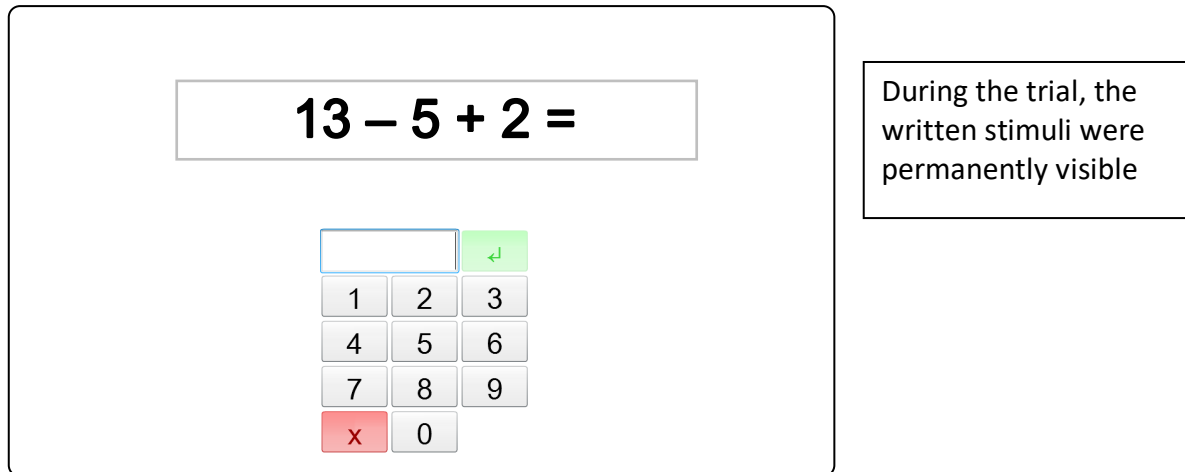 13 – 5 + 2 =
↵
1 2 3
4 5 6
7 8 9
x 0
During the trial, the
written stimuli were
permanently visible